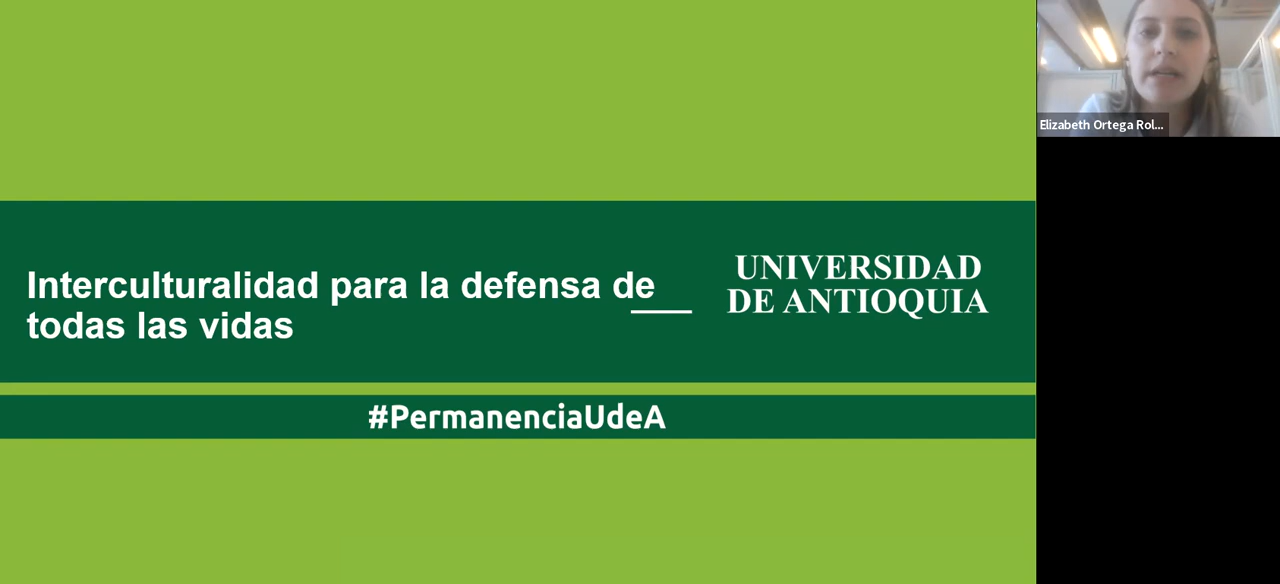 Interculturalidad para la defensa de
todas las vidas
UNIVERSIDAD
DE ANTIOQUIA
#PermanenciaUdeA
Elizabeth Ortega Rol...